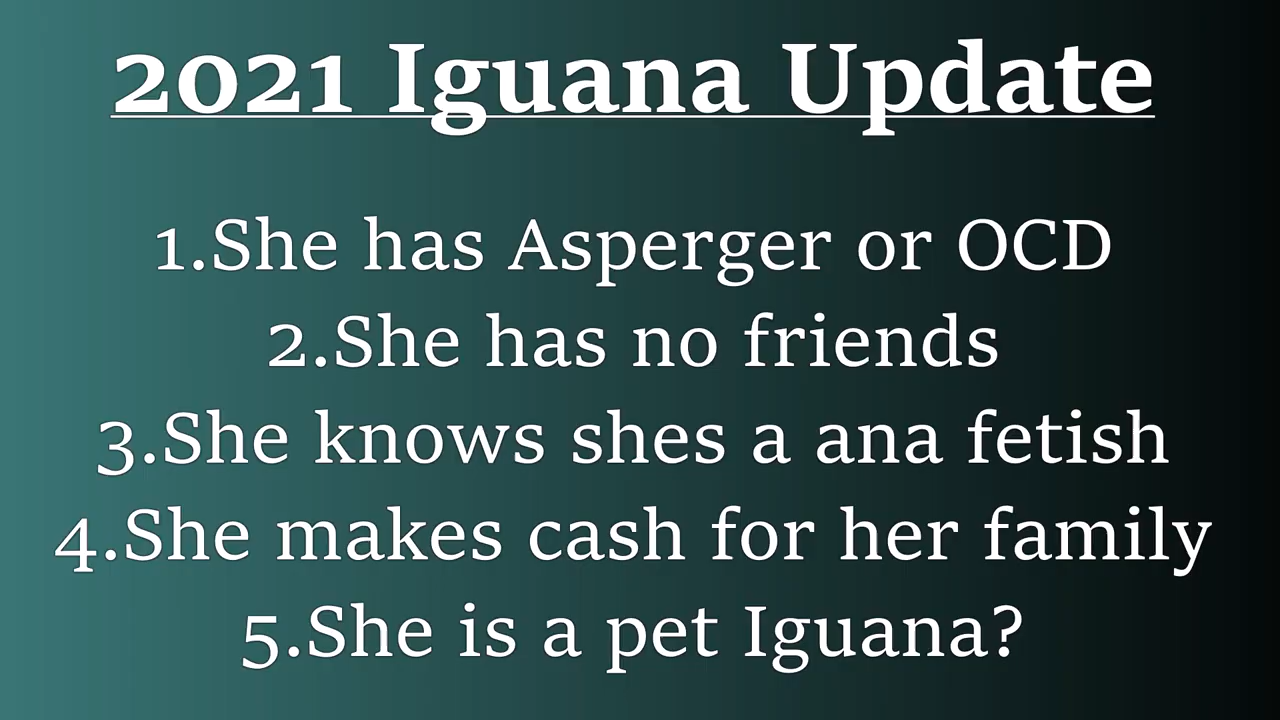 2021 Iguana Update
1.She has Asperger or OCD
2.She has no friends
3.She knows shes a ana fetish
4.She makes cash for her family
5.She is a pet Iguana?